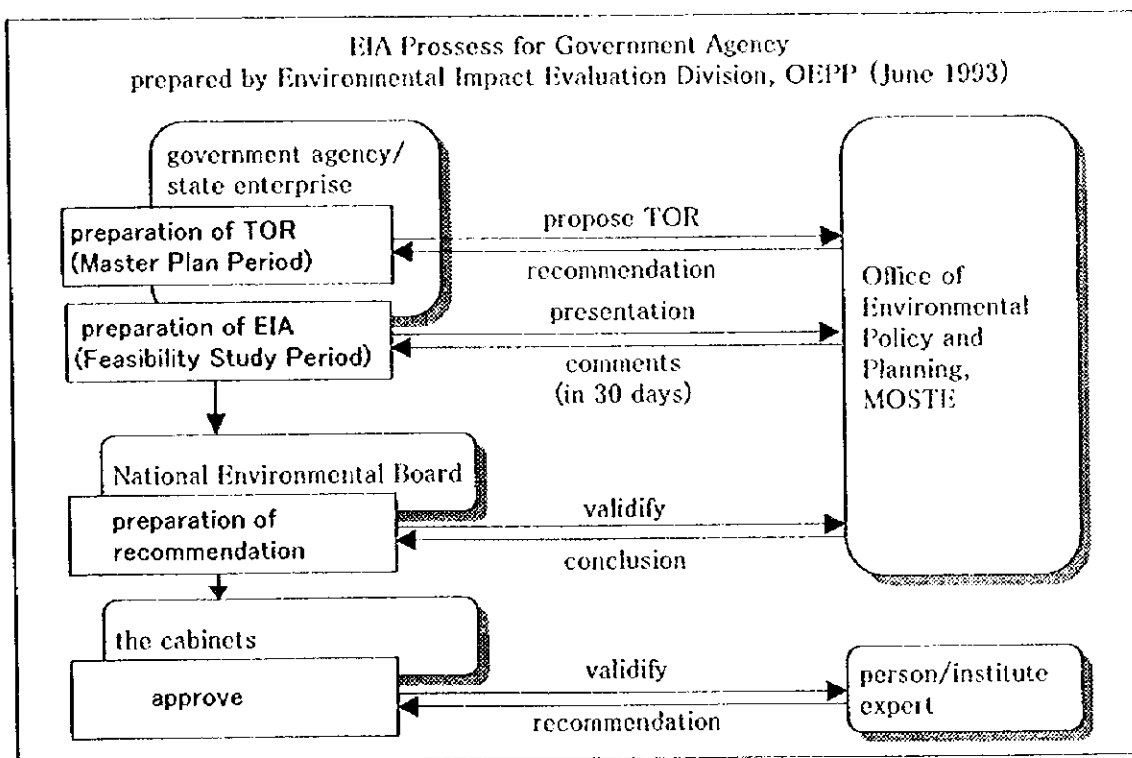 EIA Prossess for Government Agency
prepared by Environmental Impact Evaluation Division, OEPP (June 1993)
government agency/
state enterprise
preparation of TOR
(Master Plan Period)
propose TOR
recommendation
preparation of EIA
(Feasibility Study Period)
presentation
comments
(in 30 days)
Office of
Environmental
Policy and
Planning,
MOSTE
National Environmental Board
preparation of
recommendation
validify
conclusion
the cabinets
approve
validify
recommendation
person/institute
expert